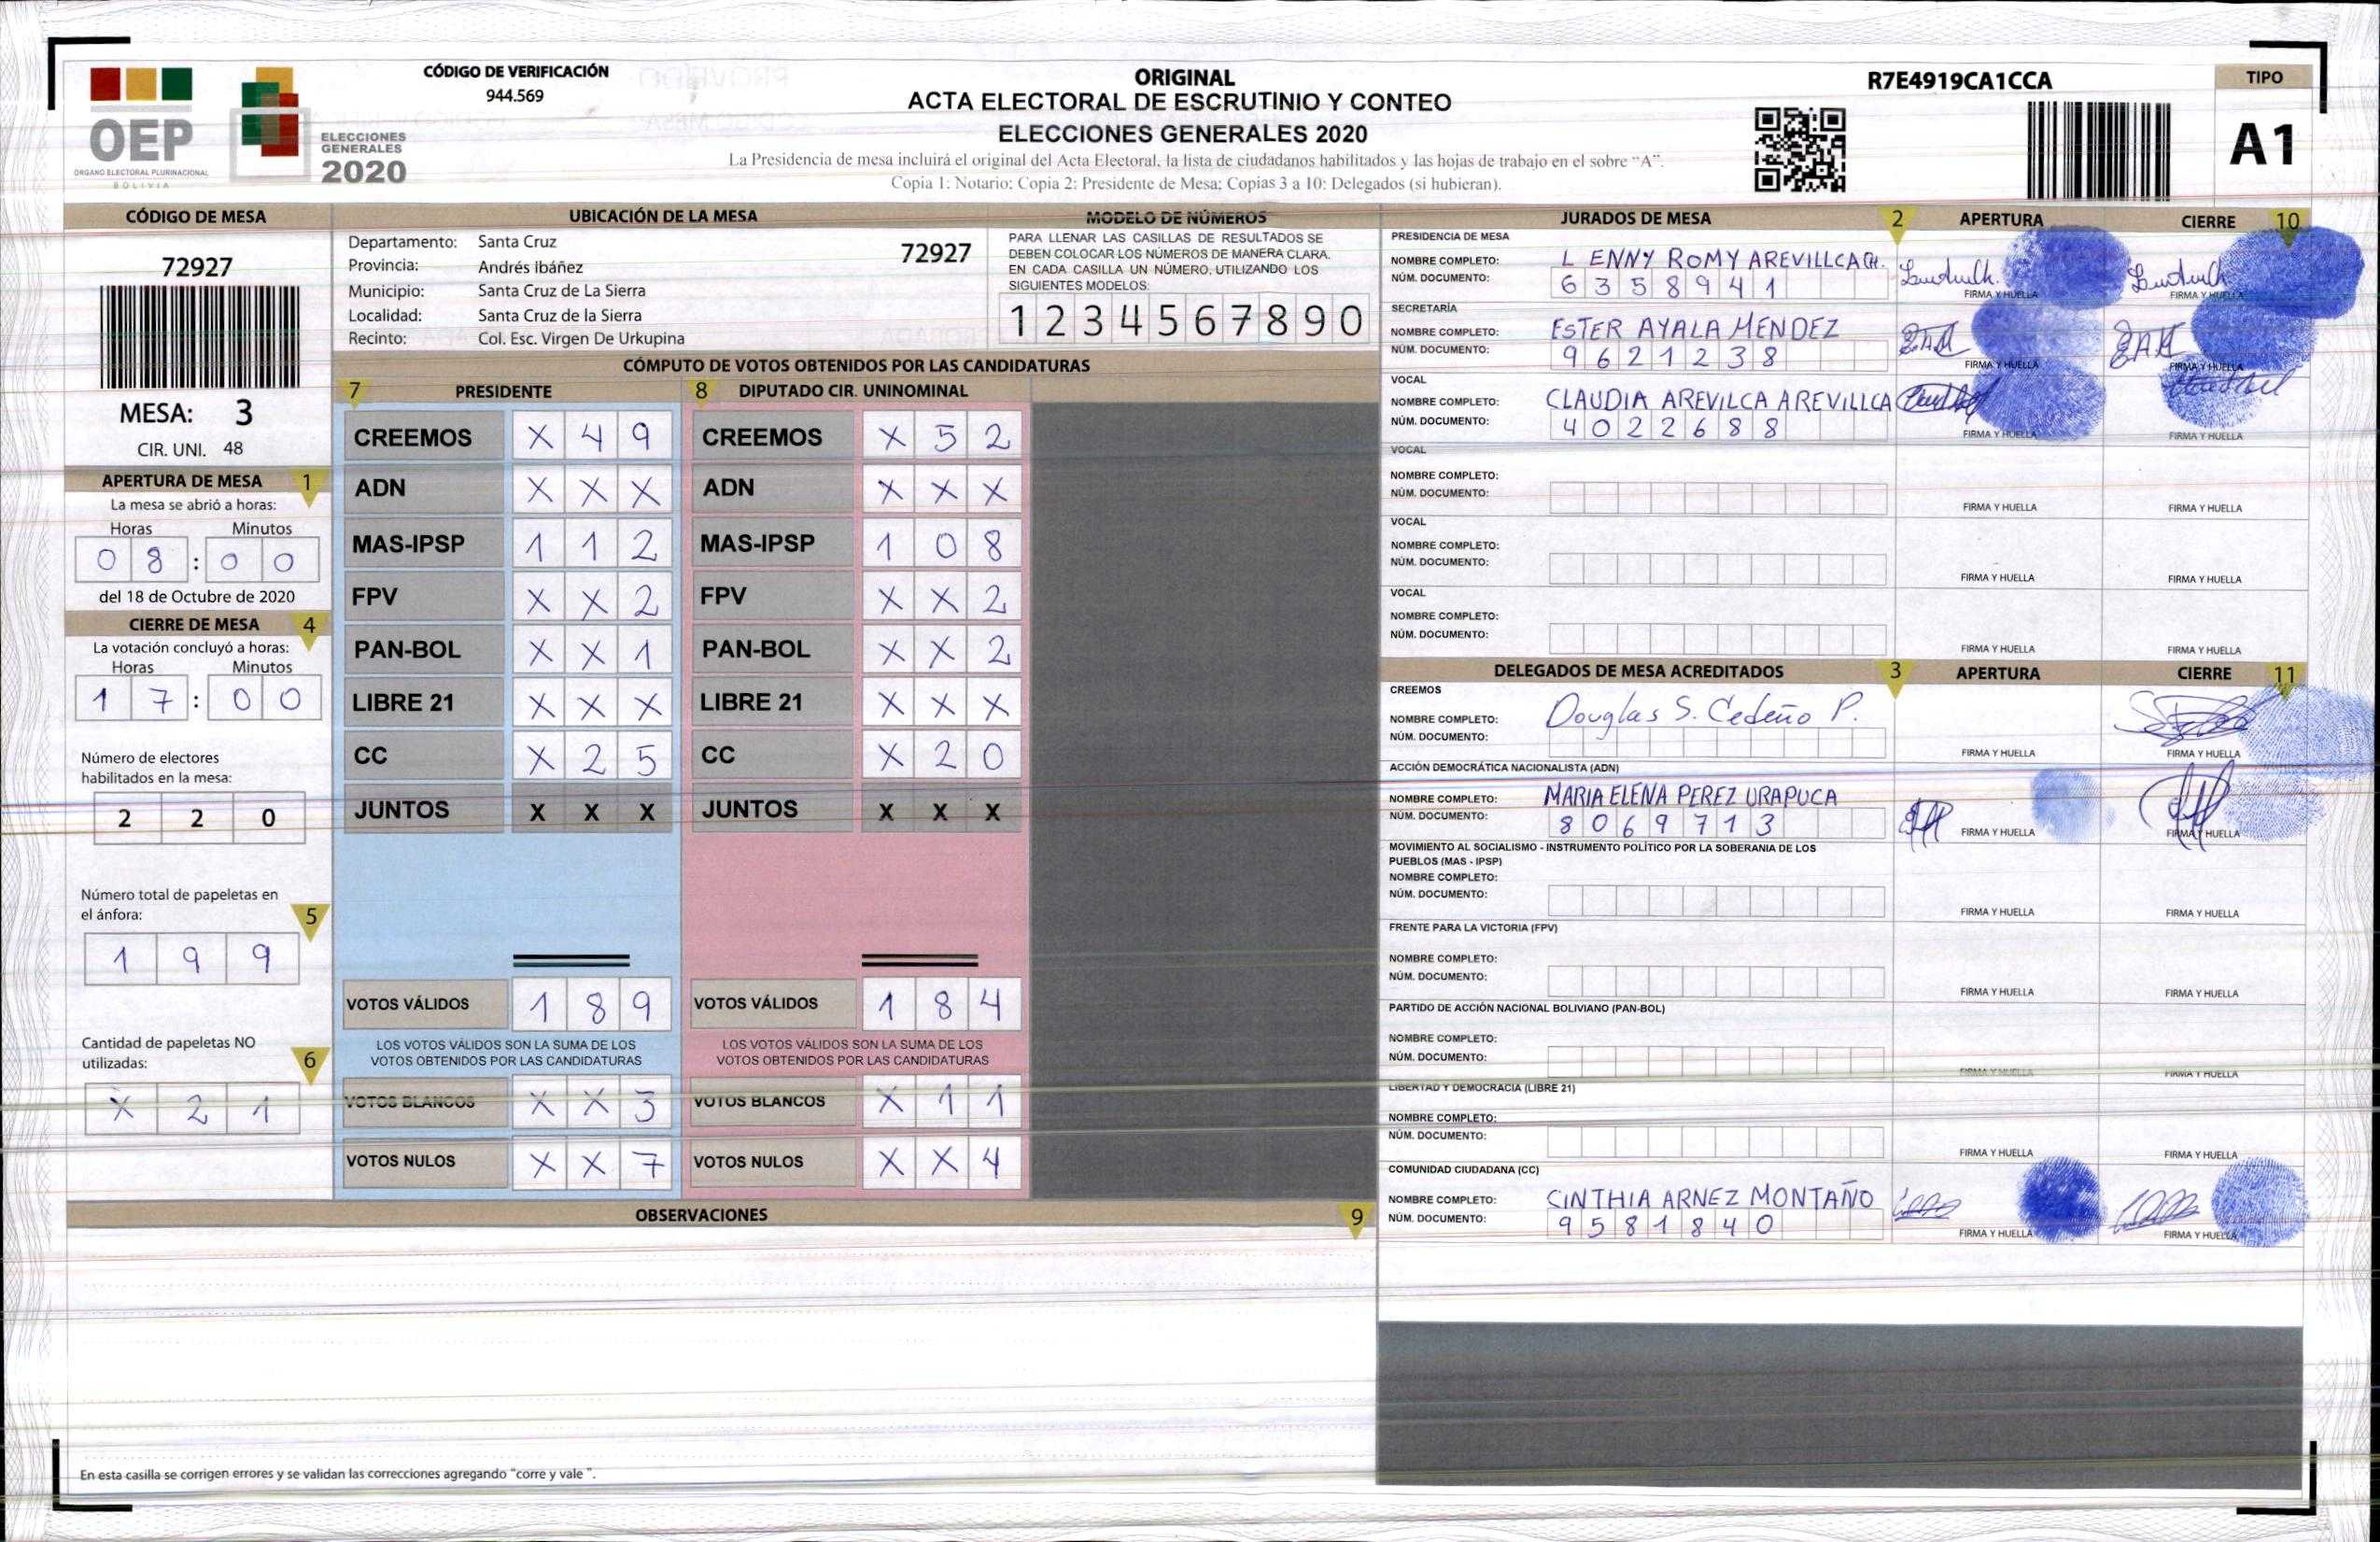 OEP
ÓRGANO ELECTORAL PLURINACIONAL
BOLIVIA
ELECCIONES
GENERALES
2020
CÓDIGO DE VERIFICACIÓN
944.569
ORIGINAL
ACTA ELECTORAL DE ESCRUTINIO Y CONTEO
ELECCIONES GENERALES 2020
La Presidencia de mesa incluirá el original del Acta Electoral, la lista de ciudadanos habilitados y las hojas de trabajo en el sobre "A".
Copia 1: Notario; Copia 2: Presidente de Mesa; Copias 3 a 10: Delegados (si hubieran).
R7E4919CA1CCA
TIPO
A1
CÓDIGO DE MESA
72927
MESA: 3
CIR. UNI. 48
APERTURA DE MESA 1
La mesa se abrió a horas:
Horas Minutos
0 8 : 0 0
del 18 de Octubre de 2020
CIERRE DE MESA 4
La votación concluyó a horas:
Horas Minutos
1 7 : 0 0
Número de electores
habilitados en la mesa:
2 2 0
Número total de papeletas en
el ánfora: 5
1 9 9
Cantidad de papeletas NO
utilizadas: 6
X 2 1
UBICACIÓN DE LA MESA
Departamento: Santa Cruz 72927
Provincia: Andrés Ibáñez
Municipio: Santa Cruz de La Sierra
Localidad: Santa Cruz de la Sierra
Recinto: Col. Esc. Virgen De Urkupina
MODELO DE NÚMEROS
PARA LLENAR LAS CASILLAS DE RESULTADOS SE
DEBEN COLOCAR LOS NÚMEROS DE MANERA CLARA.
EN CADA CASILLA UN NÚMERO, UTILIZANDO LOS
SIGUIENTES MODELOS:
1 2 3 4 5 6 7 8 9 0
CÓMPUTO DE VOTOS OBTENIDOS POR LAS CANDIDATURAS
7 PRESIDENTE 8 DIPUTADO CIR. UNINOMINAL
CREEMOS X 4 9 CREEMOS X 5 2
ADN X X X ADN X X X
MAS-IPSP 1 1 2 MAS-IPSP 1 0 8
FPV X X 2 FPV X X 2
PAN-BOL X X 1 PAN-BOL X X 2
LIBRE 21 X X X LIBRE 21 X X X
CC X 2 5 CC X 2 0
JUNTOS X X X JUNTOS X X X
VOTOS VÁLIDOS 1 8 9 VOTOS VÁLIDOS 1 8 4
LOS VOTOS VÁLIDOS SON LA SUMA DE LOS LOS VOTOS VÁLIDOS SON LA SUMA DE LOS
VOTOS OBTENIDOS POR LAS CANDIDATURAS VOTOS OBTENIDOS POR LAS CANDIDATURAS
VOTOS BLANCOS X X 3 VOTOS BLANCOS X 1 1
VOTOS NULOS X X 7 VOTOS NULOS X X 4
OBSERVACIONES 9
En esta casilla se corrigen errores y se validan las correcciones agregando "corre y vale ".
JURADOS DE MESA 2 APERTURA CIERRE 10
PRESIDENCIA DE MESA
NOMBRE COMPLETO: LENNY ROMY AREVILLCA CH.
NÚM. DOCUMENTO: 6 3 5 8 9 4 1
FIRMA Y HUELLA FIRMA Y HUELLA
SECRETARÍA
NOMBRE COMPLETO: ESTER AYALA MENDEZ
NÚM. DOCUMENTO: 9 6 2 1 2 3 8
FIRMA Y HUELLA FIRMA Y HUELLA
VOCAL
NOMBRE COMPLETO: CLAUDIA AREVILCA AREVILLCA
NÚM. DOCUMENTO: 4 0 2 2 6 8 8
FIRMA Y HUELLA FIRMA Y HUELLA
VOCAL
NOMBRE COMPLETO:
NÚM. DOCUMENTO:
FIRMA Y HUELLA FIRMA Y HUELLA
VOCAL
NOMBRE COMPLETO:
NÚM. DOCUMENTO:
FIRMA Y HUELLA FIRMA Y HUELLA
VOCAL
NOMBRE COMPLETO:
NÚM. DOCUMENTO:
FIRMA Y HUELLA FIRMA Y HUELLA
DELEGADOS DE MESA ACREDITADOS 3 APERTURA CIERRE 11
CREEMOS
NOMBRE COMPLETO: Douglas S. Cedeño P.
NÚM. DOCUMENTO:
FIRMA Y HUELLA FIRMA Y HUELLA
ACCIÓN DEMOCRÁTICA NACIONALISTA (ADN)
NOMBRE COMPLETO: MARIA ELENA PEREZ URAPUCA
NÚM. DOCUMENTO: 8 0 6 9 7 1 3
FIRMA Y HUELLA FIRMA Y HUELLA
MOVIMIENTO AL SOCIALISMO - INSTRUMENTO POLÍTICO POR LA SOBERANIA DE LOS
PUEBLOS (MAS - IPSP)
NOMBRE COMPLETO:
NÚM. DOCUMENTO:
FIRMA Y HUELLA FIRMA Y HUELLA
FRENTE PARA LA VICTORIA (FPV)
NOMBRE COMPLETO:
NÚM. DOCUMENTO:
FIRMA Y HUELLA FIRMA Y HUELLA
PARTIDO DE ACCIÓN NACIONAL BOLIVIANO (PAN-BOL)
NOMBRE COMPLETO:
NÚM. DOCUMENTO:
FIRMA Y HUELLA FIRMA Y HUELLA
LIBERTAD Y DEMOCRACIA (LIBRE 21)
NOMBRE COMPLETO:
NÚM. DOCUMENTO:
FIRMA Y HUELLA FIRMA Y HUELLA
COMUNIDAD CIUDADANA (CC)
NOMBRE COMPLETO: CINTHIA ARNEZ MONTAÑO
NÚM. DOCUMENTO: 9 5 8 1 8 4 0
FIRMA Y HUELLA FIRMA Y HUELLA